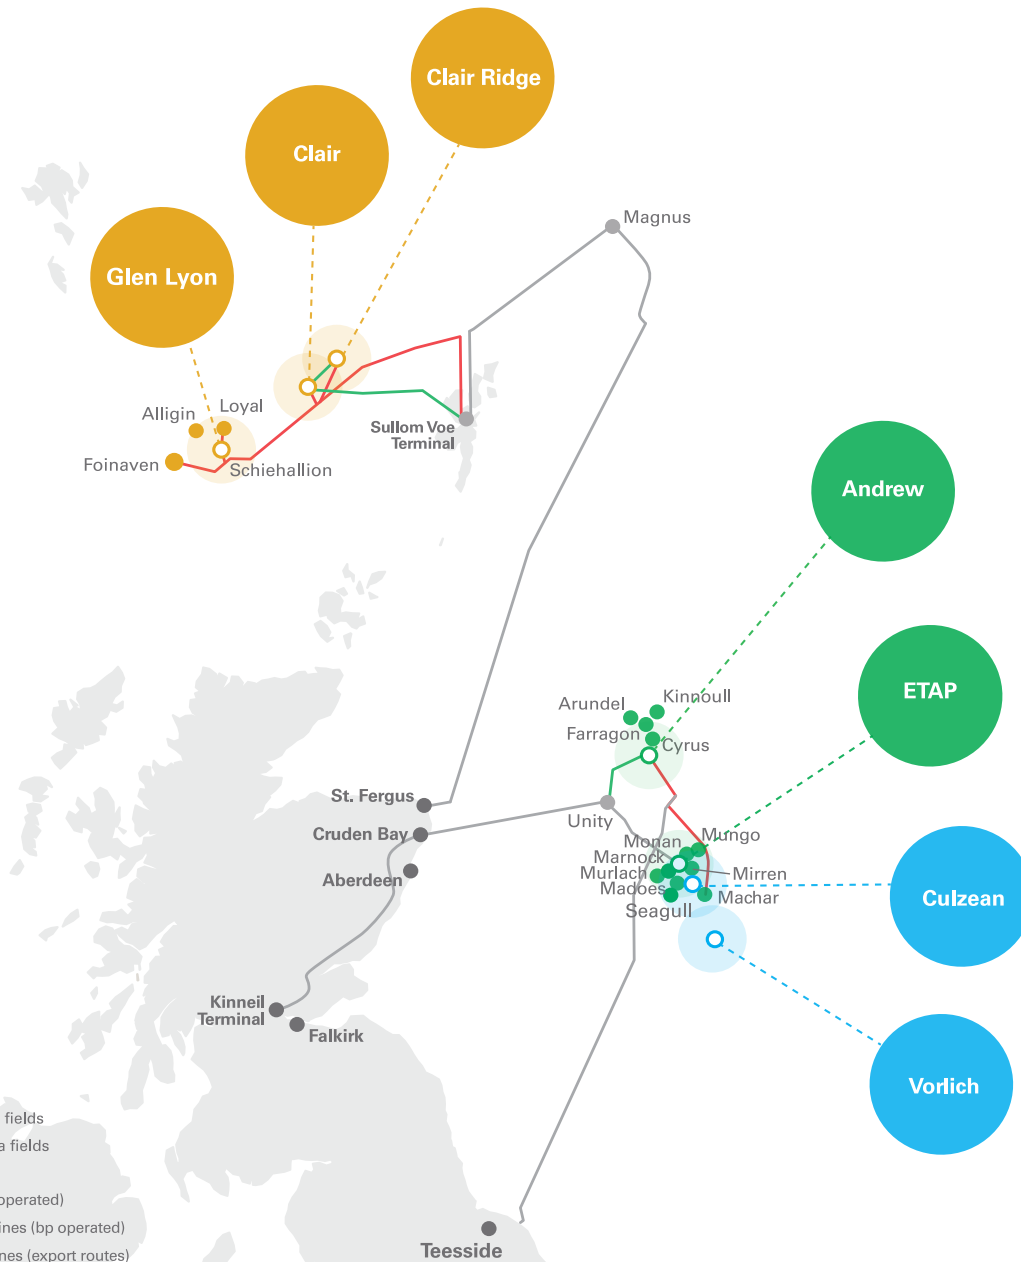 Clair Ridge
Clair
Magnus
Glen Lyon
Loyal
Alligin
Sullom Voe
Terminal
Foinaven
Schiehallion
Andrew
ETAP
Kinnoull
Arundel
Farragon
Cyrus
St. Fergus
Unity
Cruden Bay
Mungo
Monan
Marnock
Murlach
Mirren
Aberdeen
Madoes
Machar
Culzean
Seagull
Kinneil
Terminal
Falkirk
Vorlich
fields
a fields
operated)
ines (bp operated)
nes (export routes)
Teesside